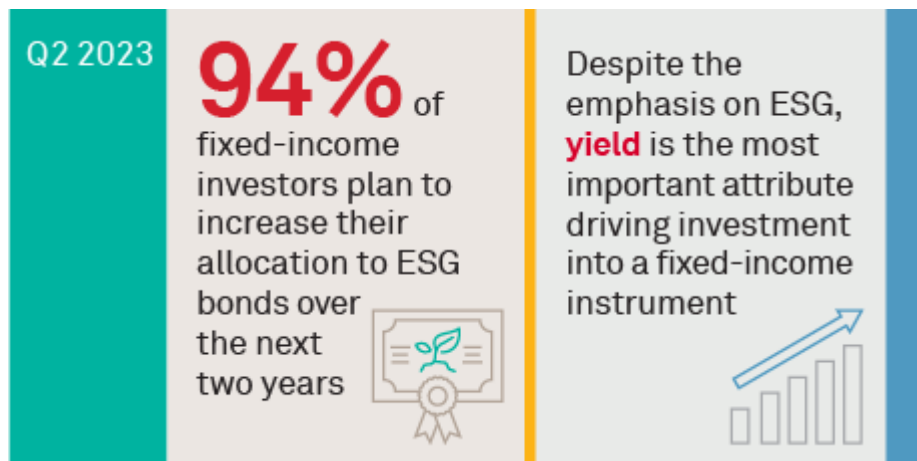 Q2 2023
94% of
fixed-income
investors plan to
increase their
allocation to ESG
bonds over
the next
two years
Despite the
emphasis on ESG,
yield is the most
important attribute
driving investment
into a fixed-income
instrument